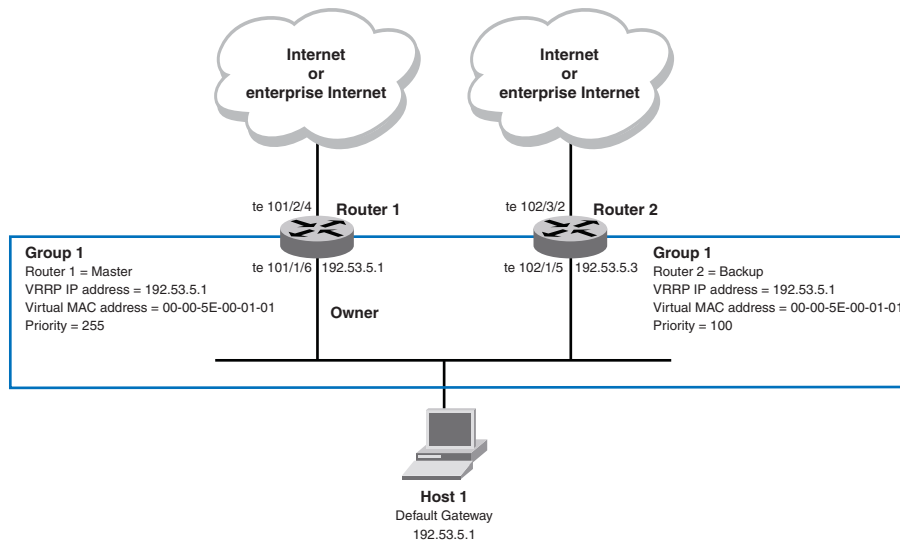 Internet
or
enterprise Internet
Internet
or
enterprise Internet
te 101/2/4
Router 1
te 102/3/2
Router 2
Group 1
Router 1 = Master
VRRP IP address = 192.53.5.1
Virtual MAC address = 00-00-5E-00-01-01
Priority = 255
te 101/1/6
192.53.5.1
Owner
te 102/1/5
192.53.5.3
Group 1
Router 2 = Backup
VRRP IP address = 192.53.5.1
Virtual MAC address = 00-00-5E-00-01-01
Priority = 100
Host 1
Default Gateway
192.53.5.1